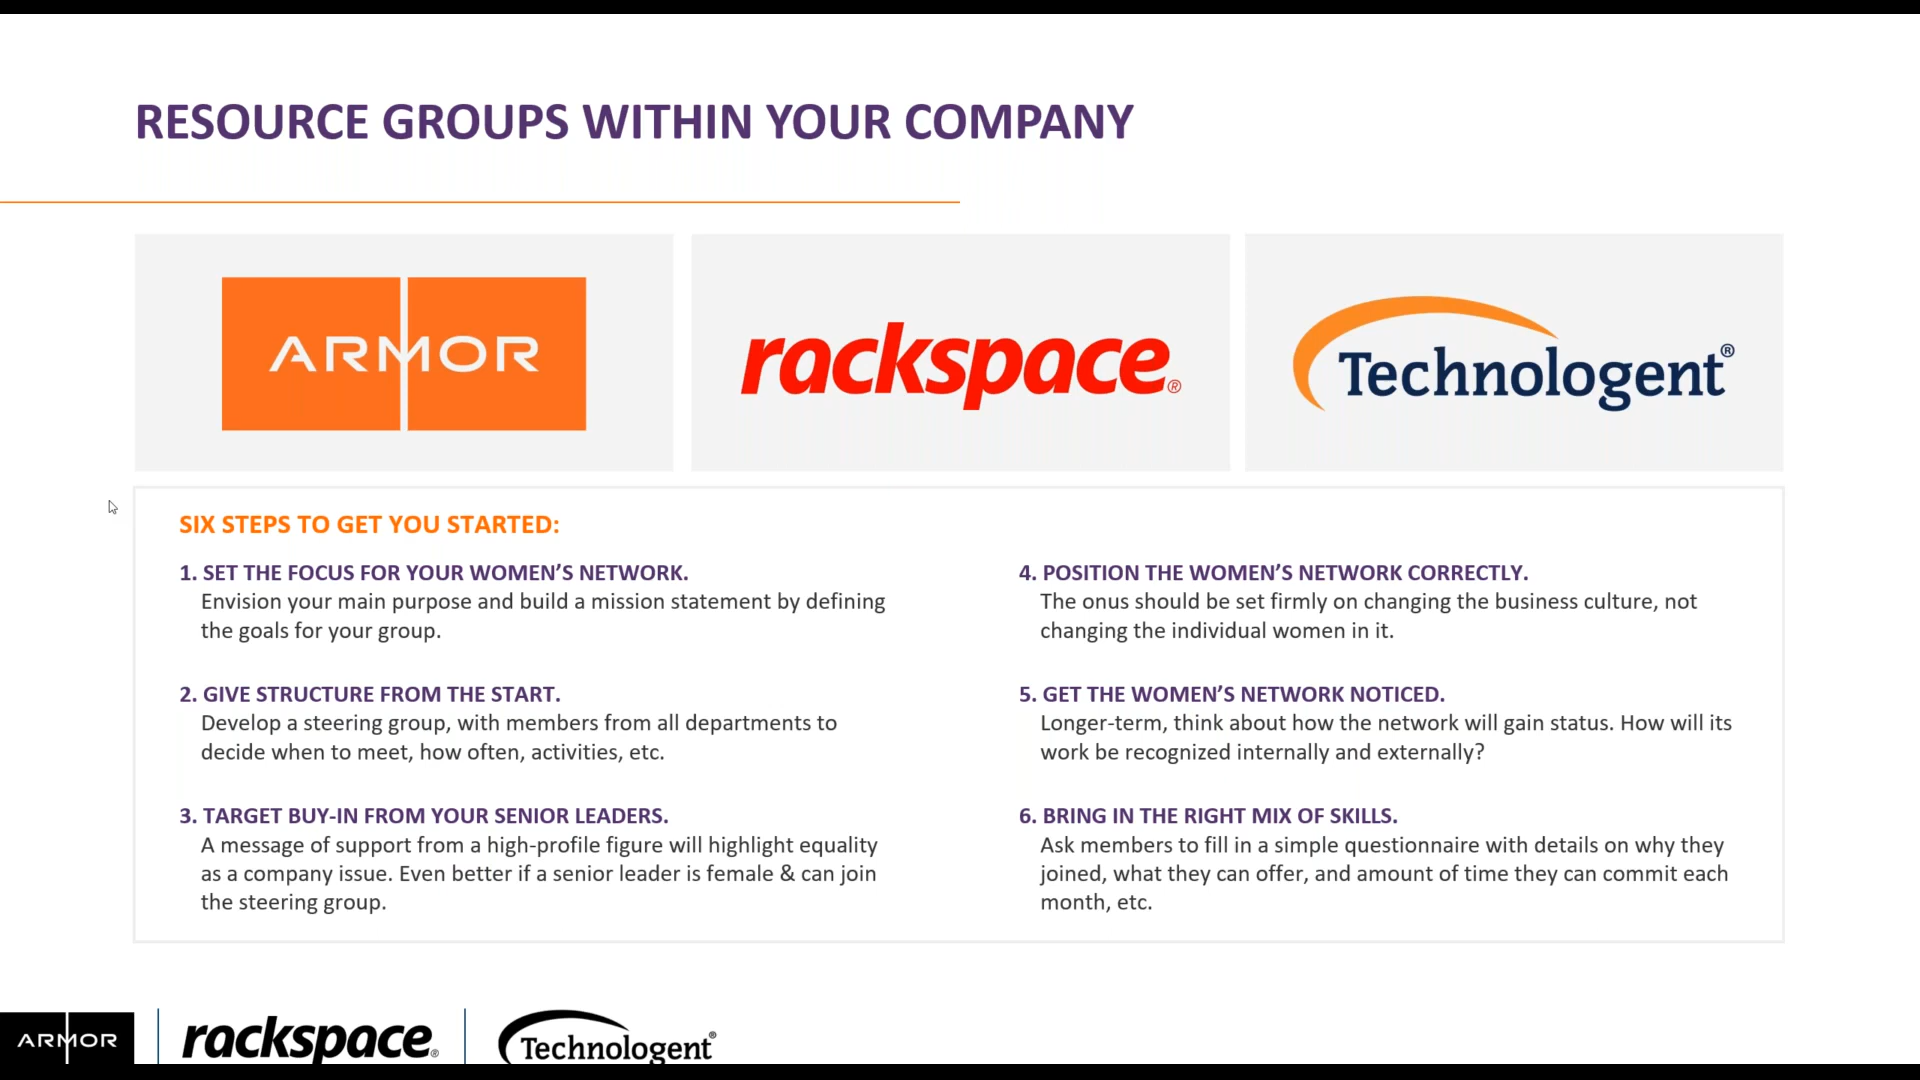 RESOURCE GROUPS WITHIN YOUR COMPANY
ARMOR
rackspace®
Technologent®
SIX STEPS TO GET YOU STARTED:
1. SET THE FOCUS FOR YOUR WOMEN’S NETWORK.
Envision your main purpose and build a mission statement by defining
the goals for your group.
2. GIVE STRUCTURE FROM THE START.
Develop a steering group, with members from all departments to
decide when to meet, how often, activities, etc.
3. TARGET BUY-IN FROM YOUR SENIOR LEADERS.
A message of support from a high-profile figure will highlight equality
as a company issue. Even better if a senior leader is female & can join
the steering group.
4. POSITION THE WOMEN’S NETWORK CORRECTLY.
The onus should be set firmly on changing the business culture, not
changing the individual women in it.
5. GET THE WOMEN’S NETWORK NOTICED.
Longer-term, think about how the network will gain status. How will its
work be recognized internally and externally?
6. BRING IN THE RIGHT MIX OF SKILLS.
Ask members to fill in a simple questionnaire with details on why they
joined, what they can offer, and amount of time they can commit each
month, etc.
ARMOR
rackspace®
Technologent®